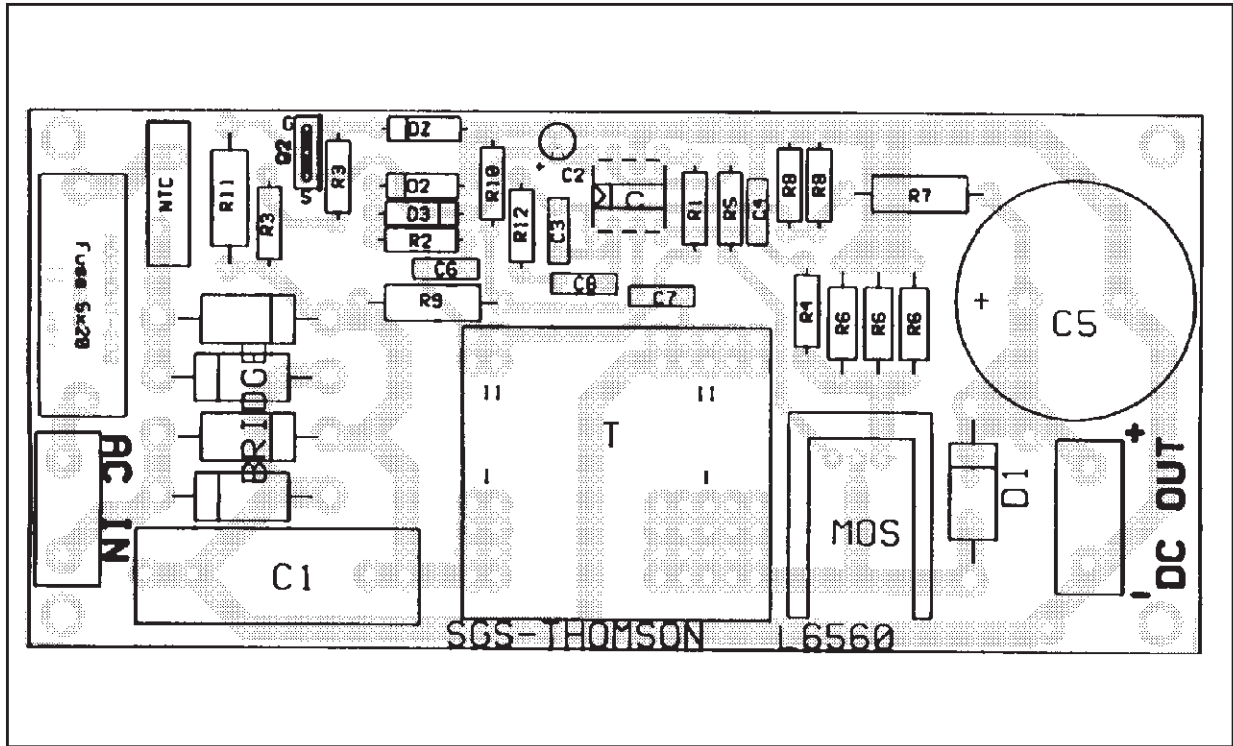 G
Q2
S
DZ
D2
D3
R2
C6
R9
NTC
R11
R3
R3
R10
R12
C2
C3
C8
C7
R1
R5
C4
R8
R8
R7
Fuse 5x20
R4
R6
R6
R6
+
C5
BRIDGE
T
AC IN
C1
MOS
D1
+
-
DC OUT
SGS-THOMSON L6560